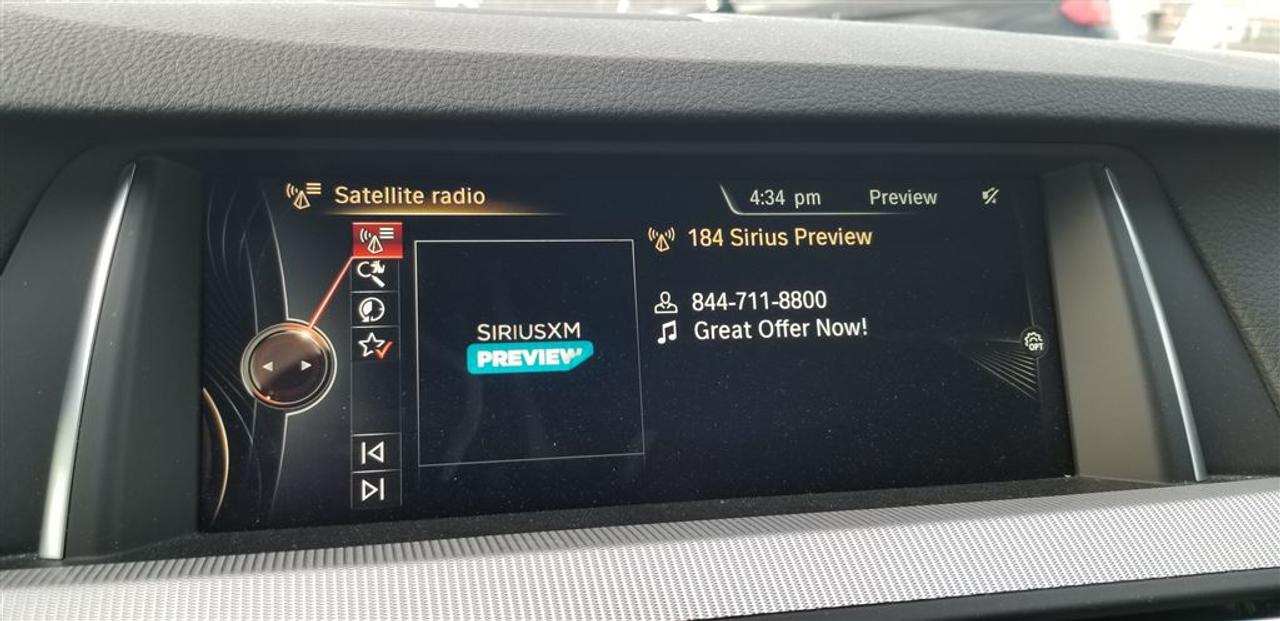 Satellite radio
4:34 pm
Preview
184 Sirius Preview
844-711-8800
Great Offer Now!
SIRIUSXM
PREVIEW
OPT